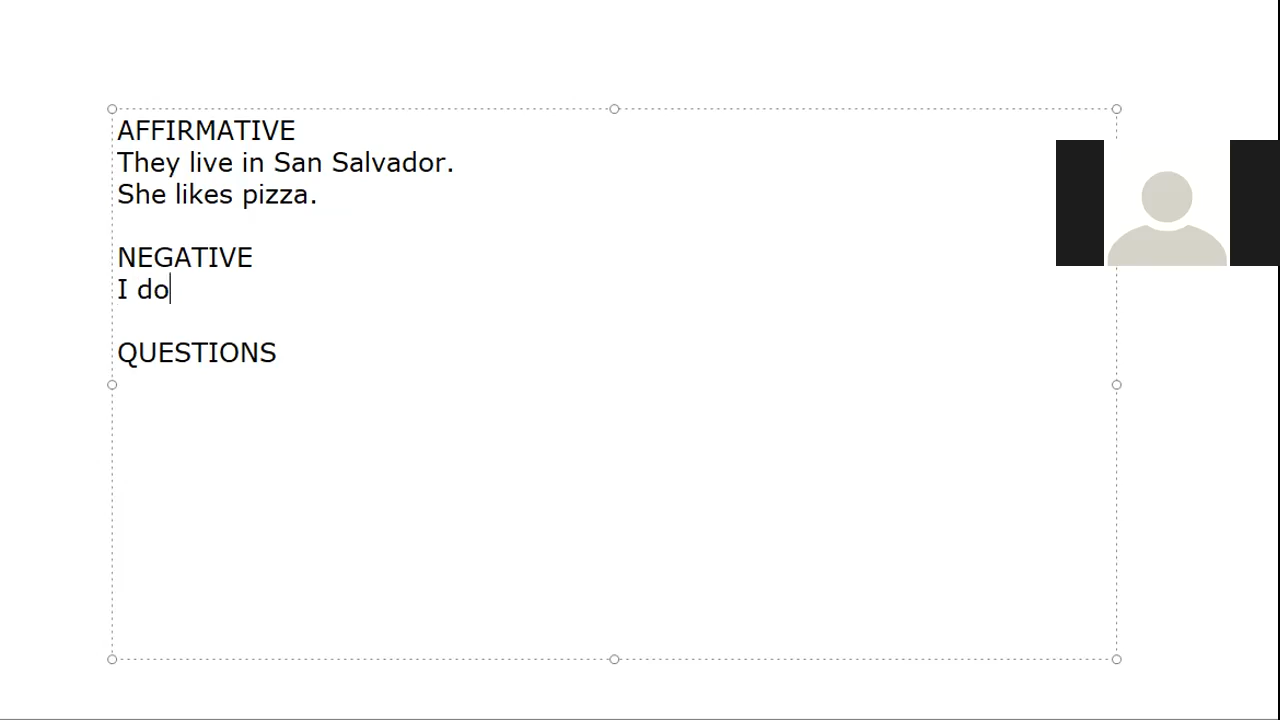 AFFIRMATIVE
They live in San Salvador.
She likes pizza.
NEGATIVE
I do
QUESTIONS